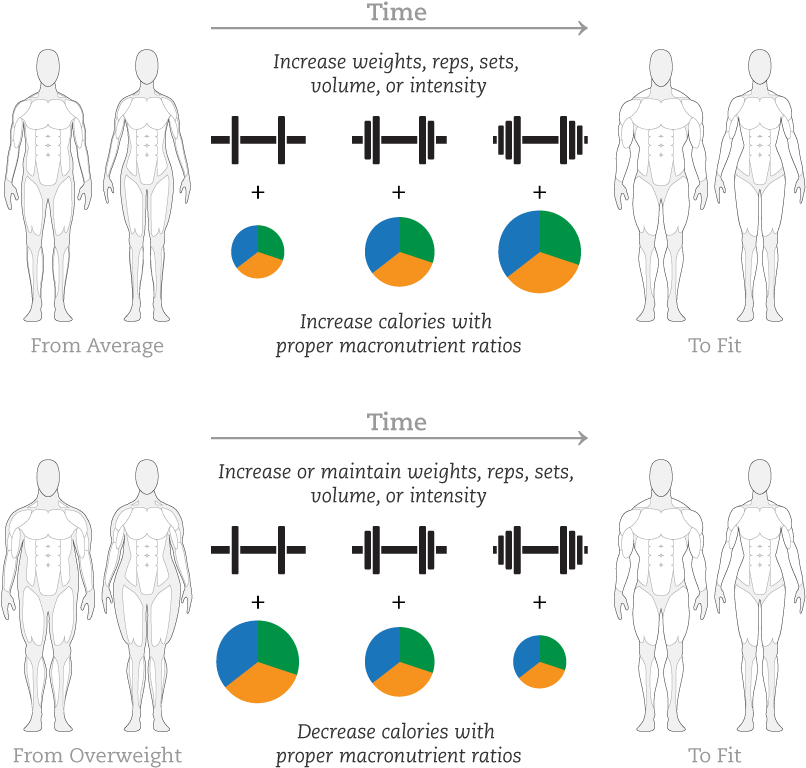 Time
Increase weights, reps, sets,
volume, or intensity
+
+
+
Increase calories with
proper macronutrient ratios
From Average
To Fit
Time
Increase or maintain weights, reps, sets,
volume, or intensity
+
+
+
Decrease calories with
proper macronutrient ratios
From Overweight
To Fit